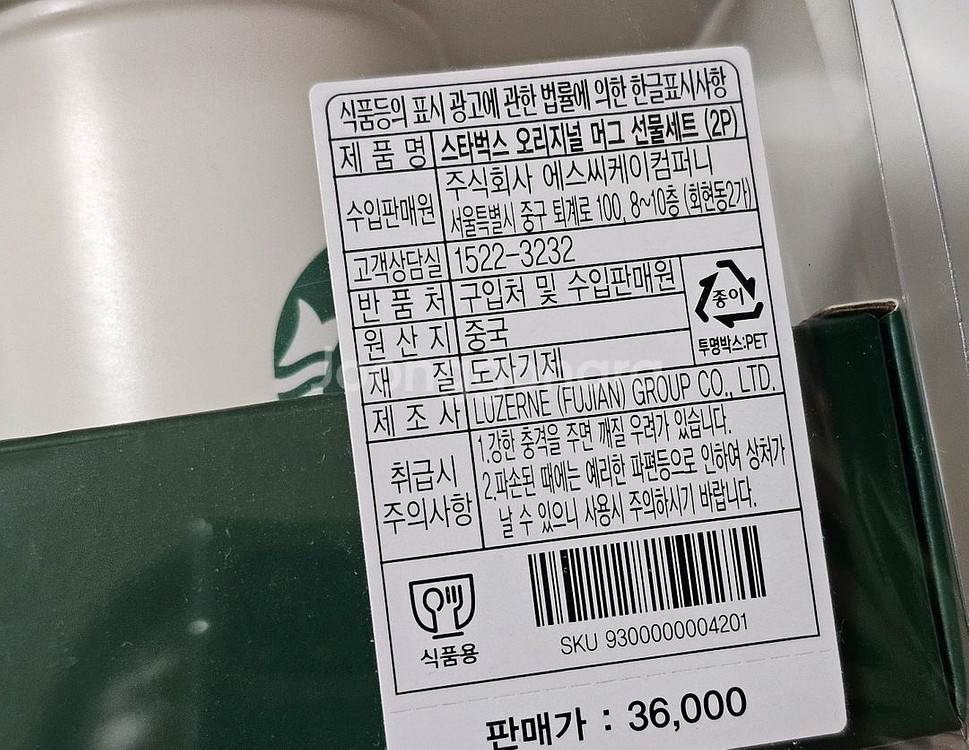 식품등의 표시 광고에 관한 법률에 의한 한글표시사항
제 품 명 스타벅스 오리지널 머그 선물세트 (2P)
수입판매원 주식회사 에스씨케이컴퍼니
서울특별시 중구 퇴계로 100, 8~10층 (회현동2가)
고객상담실 1522-3232
반 품 처 구입처 및 수입판매원
원 산 지 중국
종이
투명박스:PET
재 질 도자기제
제 조 사 LUZERNE (FUJIAN) GROUP CO., LTD.
취급시
주의사항
1.강한 충격을 주면 깨질 우려가 있습니다.
2.파손된 때에는 예리한 파편등으로 인하여 상처가
날 수 있으니 사용시 주의하시기 바랍니다.
식품용
SKU 9300000004201
판매가 : 36,000